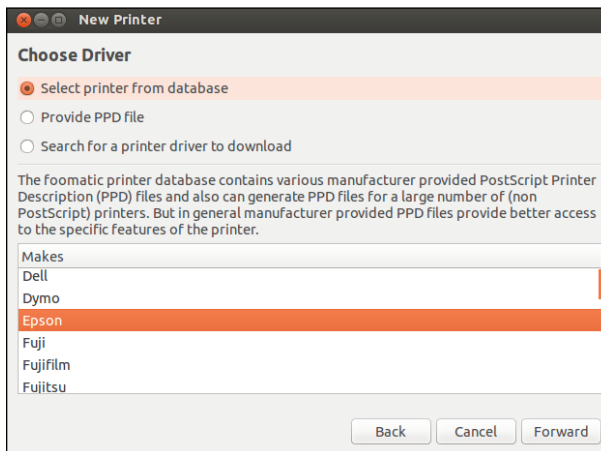 New Printer
Choose Driver
Select printer from database
Provide PPD file
Search for a printer driver to download
The foomatic printer database contains various manufacturer provided PostScript Printer
Description (PPD) files and also can generate PPD files for a large number of (non
PostScript) printers. But in general manufacturer provided PPD files provide better access
to the specific features of the printer.
Makes
Dell
Dymo
Epson
Fuji
Fujifilm
Fujitsu
Back Cancel Forward